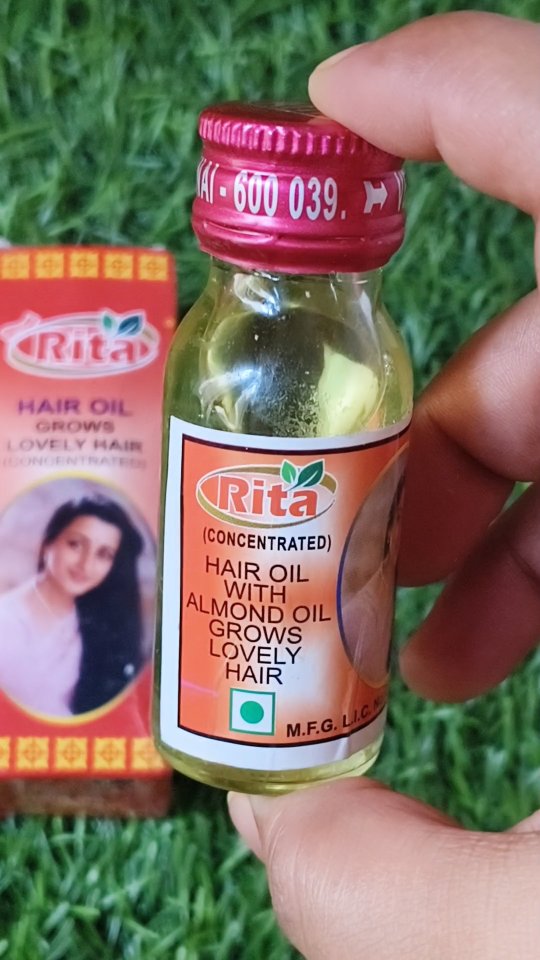 - 600 039.
Rita
HAIR OIL
GROWS
LOVELY HAIR
(CONCENTRATED)
Rita
(CONCENTRATED)
HAIR OIL
WITH
ALMOND OIL
GROWS
LOVELY
HAIR
M.F.G. L.I.C.